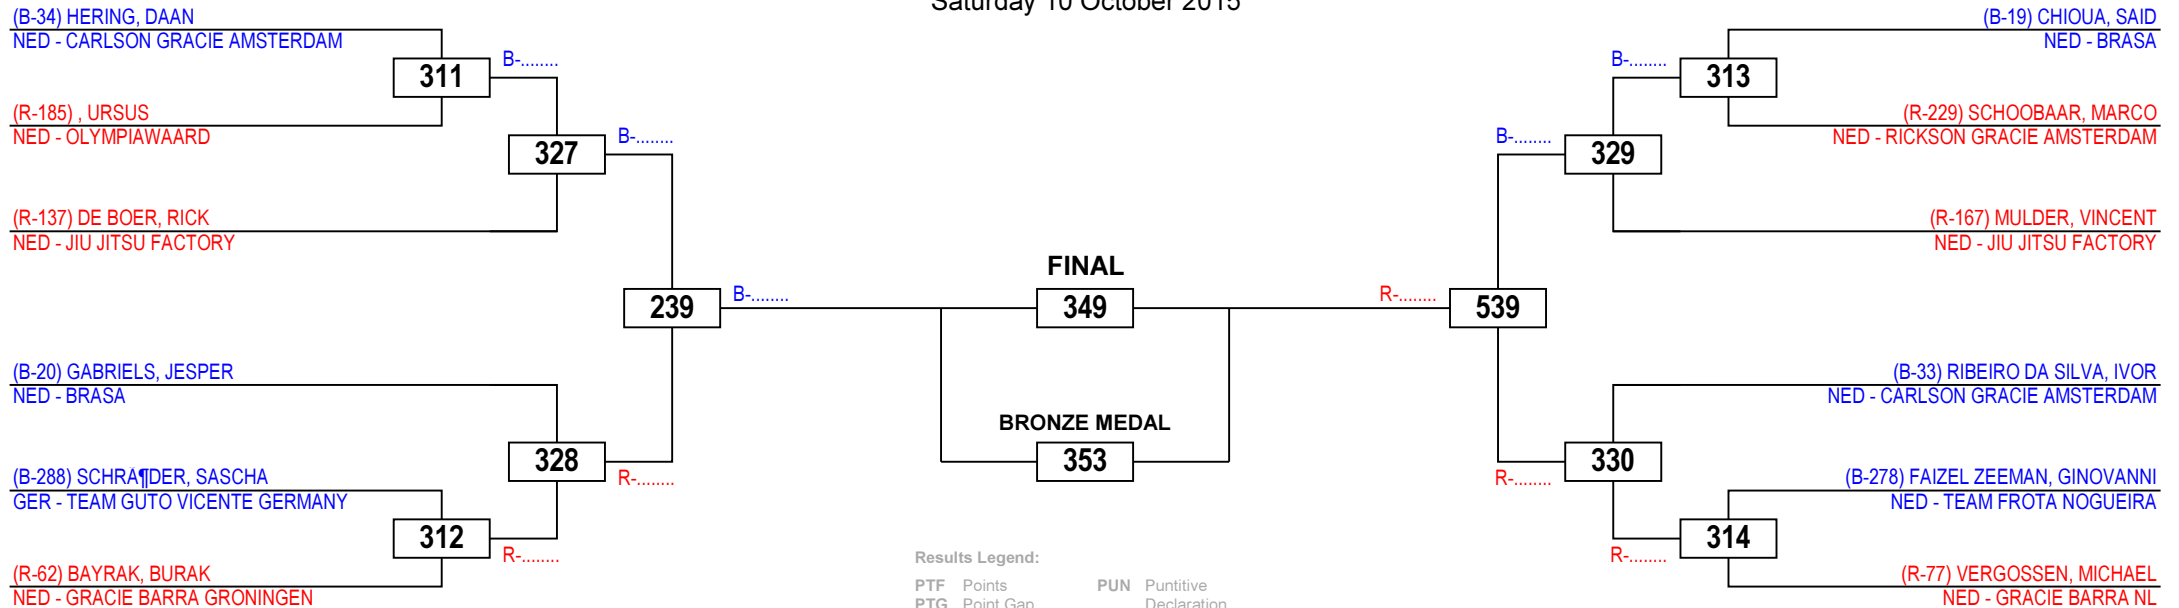 Saturday 10 October 2015
(B-34) HERING, DAAN
NED - CARLSON GRACIE AMSTERDAM
311
B-........
(R-185) , URSUS
NED - OLYMPIAWAARD
327
B-........
(R-137) DE BOER, RICK
NED - JIU JITSU FACTORY
239
B-........
(B-20) GABRIELS, JESPER
NED - BRASA
328
R-........
(B-288) SCHRÃ¶DER, SASCHA
GER - TEAM GUTO VICENTE GERMANY
312
R-........
(R-62) BAYRAK, BURAK
NED - GRACIE BARRA GRONINGEN
FINAL
349
BRONZE MEDAL
353
(B-19) CHIOUA, SAID
NED - BRASA
B-........
313
(R-229) SCHOOBAAR, MARCO
NED - RICKSON GRACIE AMSTERDAM
B-........
329
(R-167) MULDER, VINCENT
NED - JIU JITSU FACTORY
R-........
539
(B-33) RIBEIRO DA SILVA, IVOR
NED - CARLSON GRACIE AMSTERDAM
R-........
330
(B-278) FAIZEL ZEEMAN, GINOVANNI
NED - TEAM FROTA NOGUEIRA
R-........
314
(R-77) VERGOSSEN, MICHAEL
NED - GRACIE BARRA NL
Results Legend:
PTF Points PUN Puntitive
PTG Point Gap Declaration